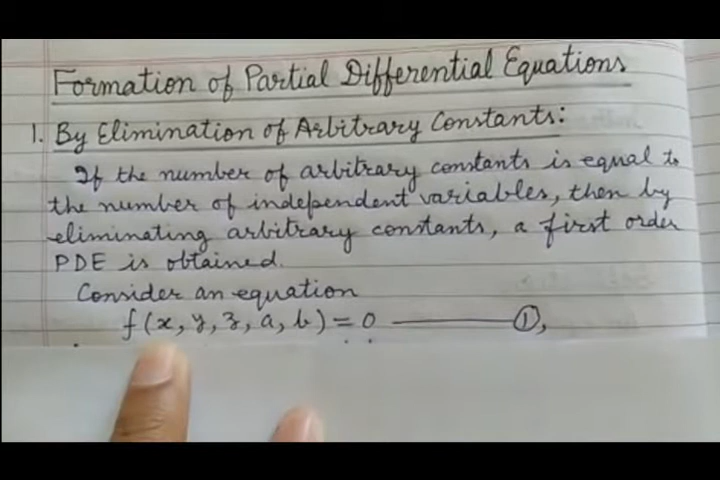 Formation of Partial Differential Equations
1. By Elimination of Arbitrary Constants:
If the number of arbitrary constants is equal to
the number of independent variables, then by
eliminating arbitrary constants, a first order
PDE is obtained.
Consider an equation
f(x, y, z, a, b) = 0 ——— ①,